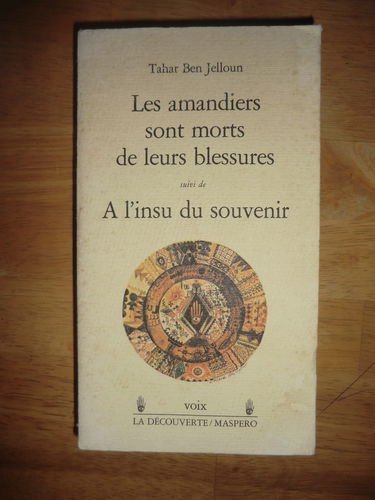 Tahar Ben Jelloun
Les amandiers
sont morts
de leurs blessures
suivi de
A l'insu du souvenir
voix
LA DÉCOUVERTE/MASPERO